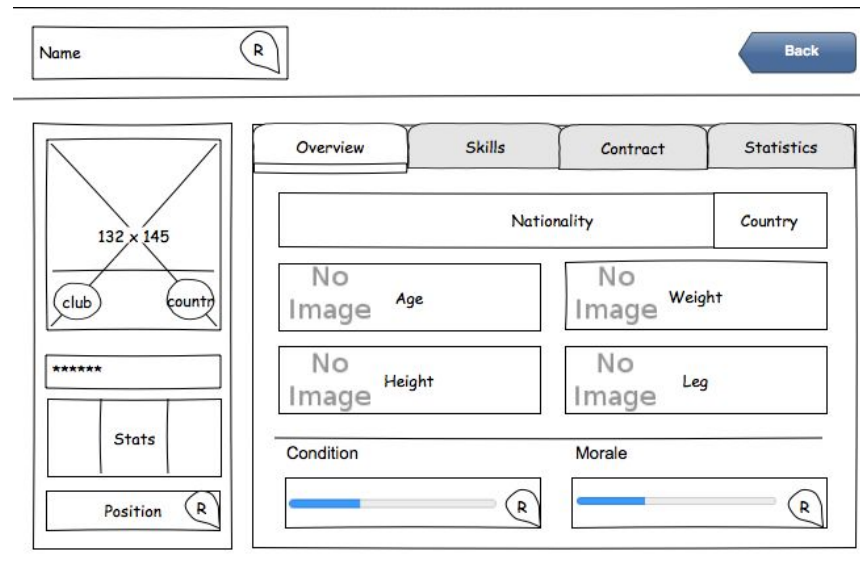 Name
R
Back
Overview
Skills
Contract
Statistics
132 x 145
club
countr
******
Stats
Position
R
Nationality
Country
No
Image
Age
No
Image
Weight
No
Image
Height
No
Image
Leg
Condition
Morale
R
R